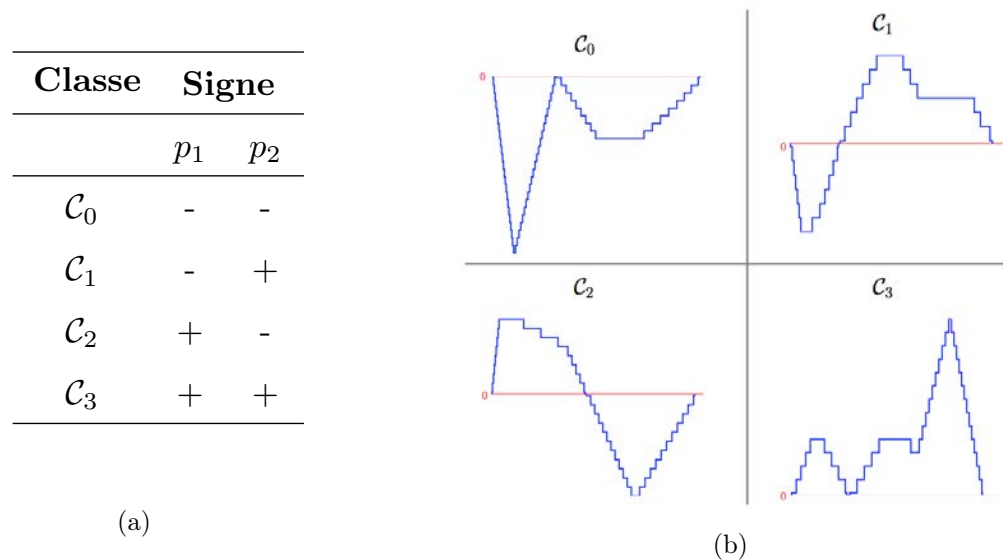 Classe Signe
p₁ p₂
𝒞₀ - -
𝒞₁ - +
𝒞₂ + -
𝒞₃ + +
(a)
𝒞₀
0
𝒞₁
0
𝒞₂
0
𝒞₃
0
(b)